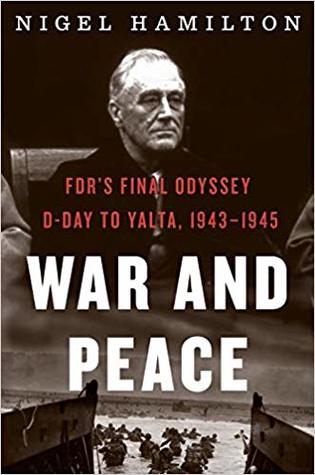 NIGEL HAMILTON
FDR'S FINAL ODYSSEY
D-DAY TO YALTA, 1943–1945
WAR AND
PEACE